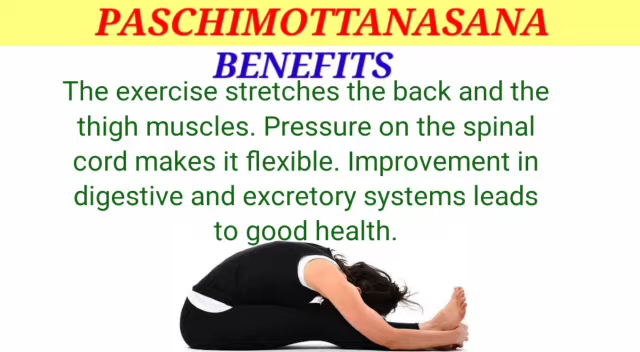 PASCHIMOTTANASANA
BENEFITS
The exercise stretches the back and the
thigh muscles. Pressure on the spinal
cord makes it flexible. Improvement in
digestive and excretory systems leads
to good health.